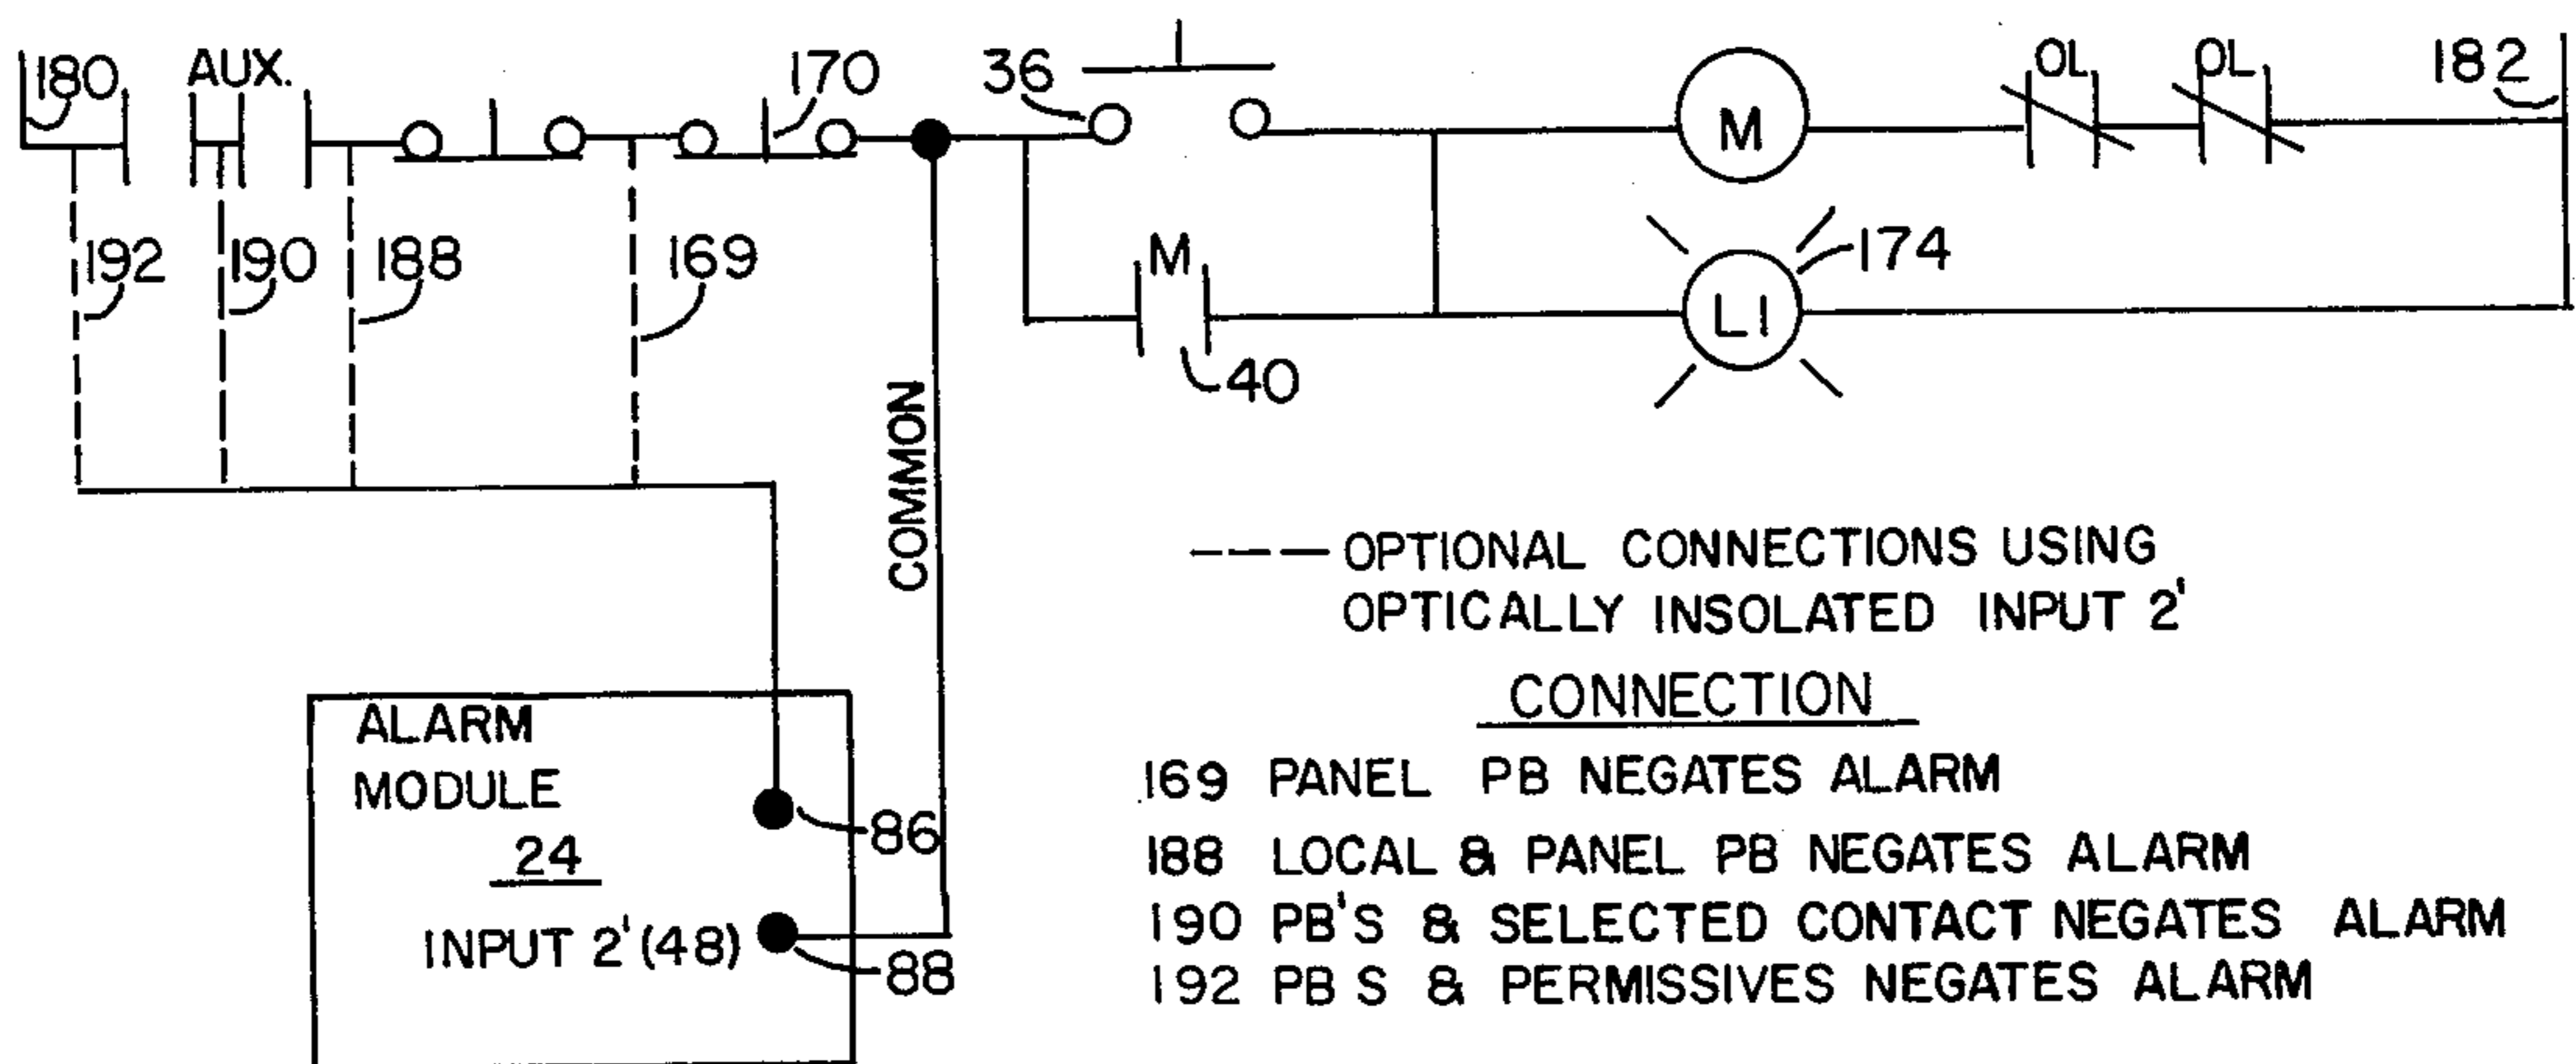 180 AUX. 170 36 OL OL 182
M
192 190 188 169 M 174
LI
40
COMMON
--- OPTIONAL CONNECTIONS USING
OPTICALLY INSOLATED INPUT 2'
CONNECTION
ALARM
MODULE
24
86
INPUT 2' (48)
88
169 PANEL PB NEGATES ALARM
188 LOCAL & PANEL PB NEGATES ALARM
190 PB'S & SELECTED CONTACT NEGATES ALARM
192 PB S & PERMISSIVES NEGATES ALARM